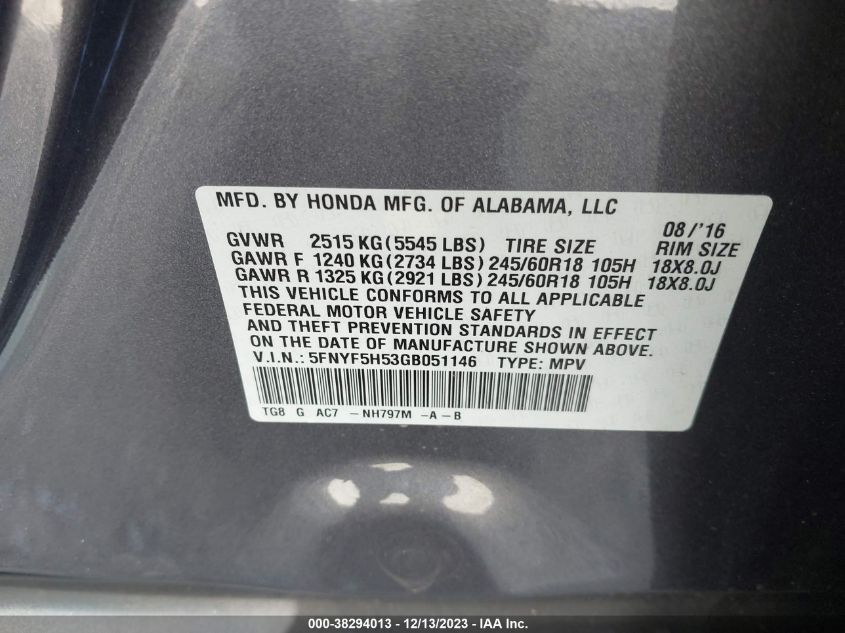 MFD. BY HONDA MFG. OF ALABAMA, LLC
08/'16
GVWR 2515 KG(5545 LBS) TIRE SIZE RIM SIZE
GAWR F 1240 KG(2734 LBS) 245/60R18 105H 18X8.0J
GAWR R 1325 KG(2921 LBS) 245/60R18 105H 18X8.0J
THIS VEHICLE CONFORMS TO ALL APPLICABLE
FEDERAL MOTOR VEHICLE SAFETY
AND THEFT PREVENTION STANDARDS IN EFFECT
ON THE DATE OF MANUFACTURE SHOWN ABOVE.
V.I.N.: 5FNYF5H53GB051146 TYPE: MPV
TG8 G AC7 -NH797M -A-B
000-38294013 - 12/13/2023 - IAA Inc.